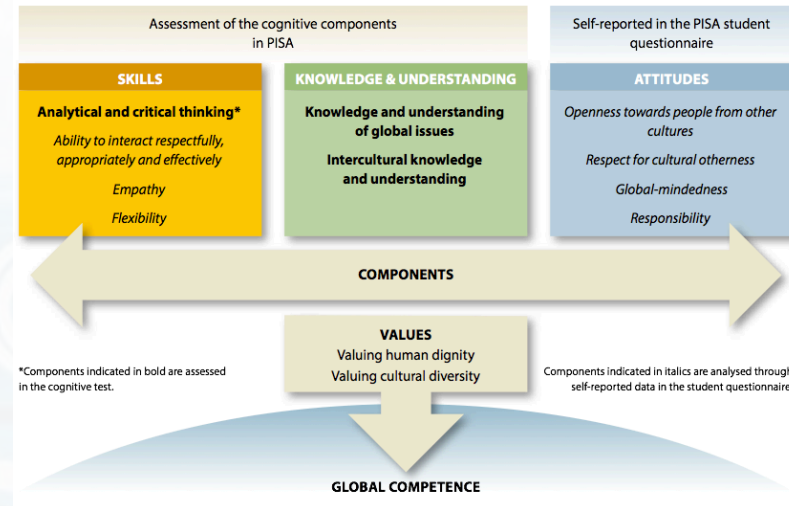 Assessment of the cognitive components
in PISA
Self-reported in the PISA student
questionnaire
SKILLS
Analytical and critical thinking*
Ability to interact respectfully,
appropriately and effectively
Empathy
Flexibility
KNOWLEDGE & UNDERSTANDING
Knowledge and understanding
of global issues
Intercultural knowledge
and understanding
ATTITUDES
Openness towards people from other
cultures
Respect for cultural otherness
Global-mindedness
Responsibility
COMPONENTS
VALUES
Valuing human dignity
Valuing cultural diversity
*Components indicated in bold are assessed
in the cognitive test.
Components indicated in italics are analysed through
self-reported data in the student questionnaire
GLOBAL COMPETENCE